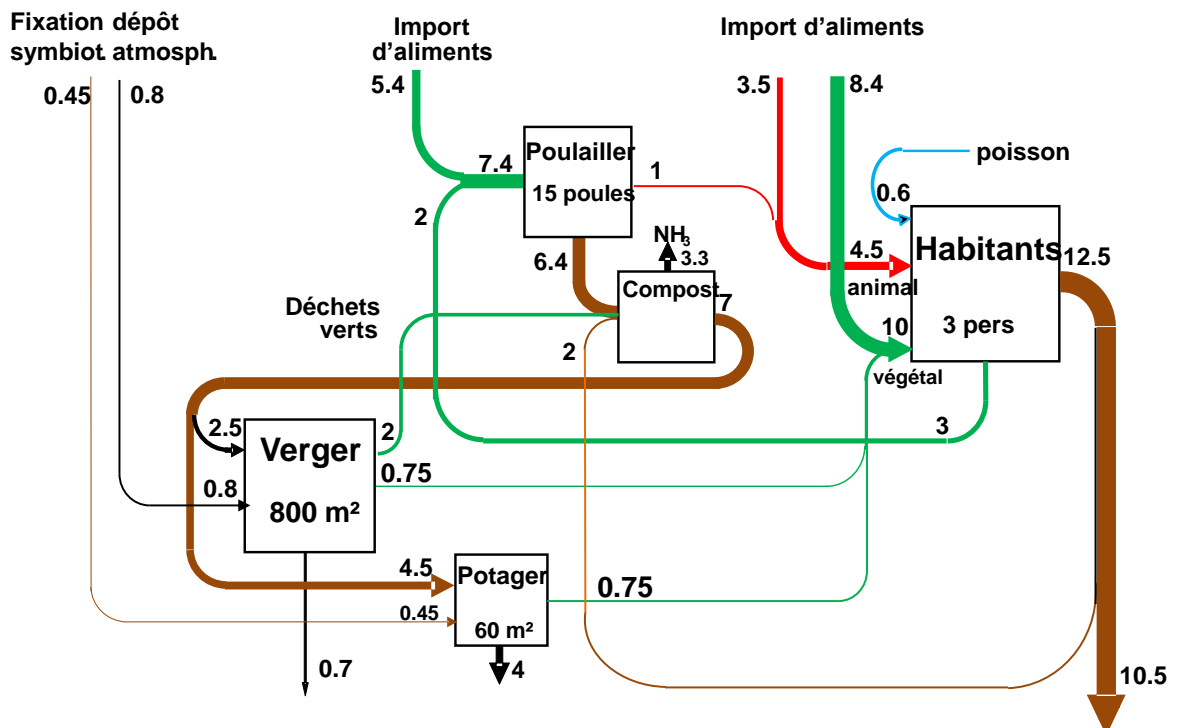 Fixation dépôt
symbiot. atmosph.
0.45
0.8
Import
d'aliments
5.4
Import d'aliments
3.5
8.4
poisson
0.6
Poulailler
15 poules
7.4
1
2
6.4
NH3
3.3
Compost
7
2
Déchets
verts
4.5
animal
Habitants
3 pers
12.5
10
végétal
3
2.5
Verger
800 m²
2
0.75
0.8
4.5
0.45
Potager
60 m²
0.75
0.7
4
10.5